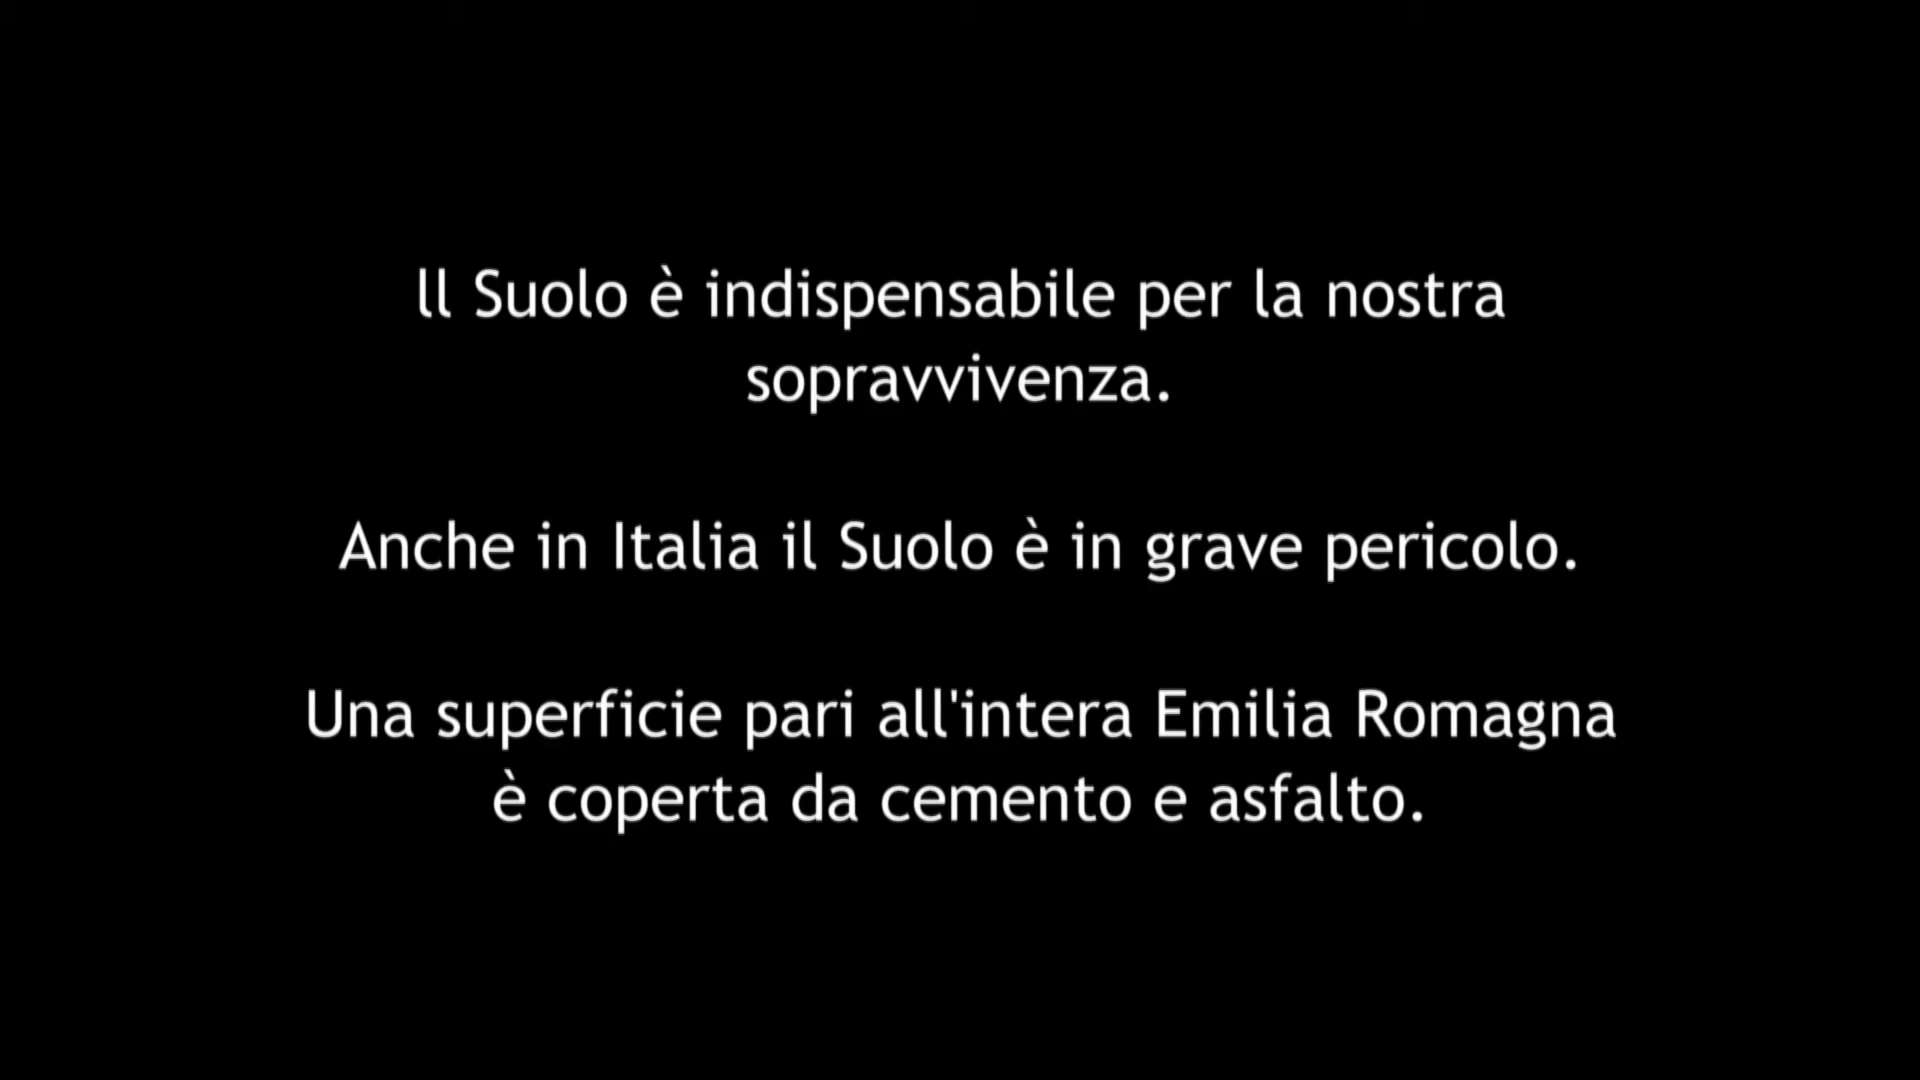 ll Suolo è indispensabile per la nostra
sopravvivenza.
Anche in Italia il Suolo è in grave pericolo.
Una superficie pari all'intera Emilia Romagna
è coperta da cemento e asfalto.